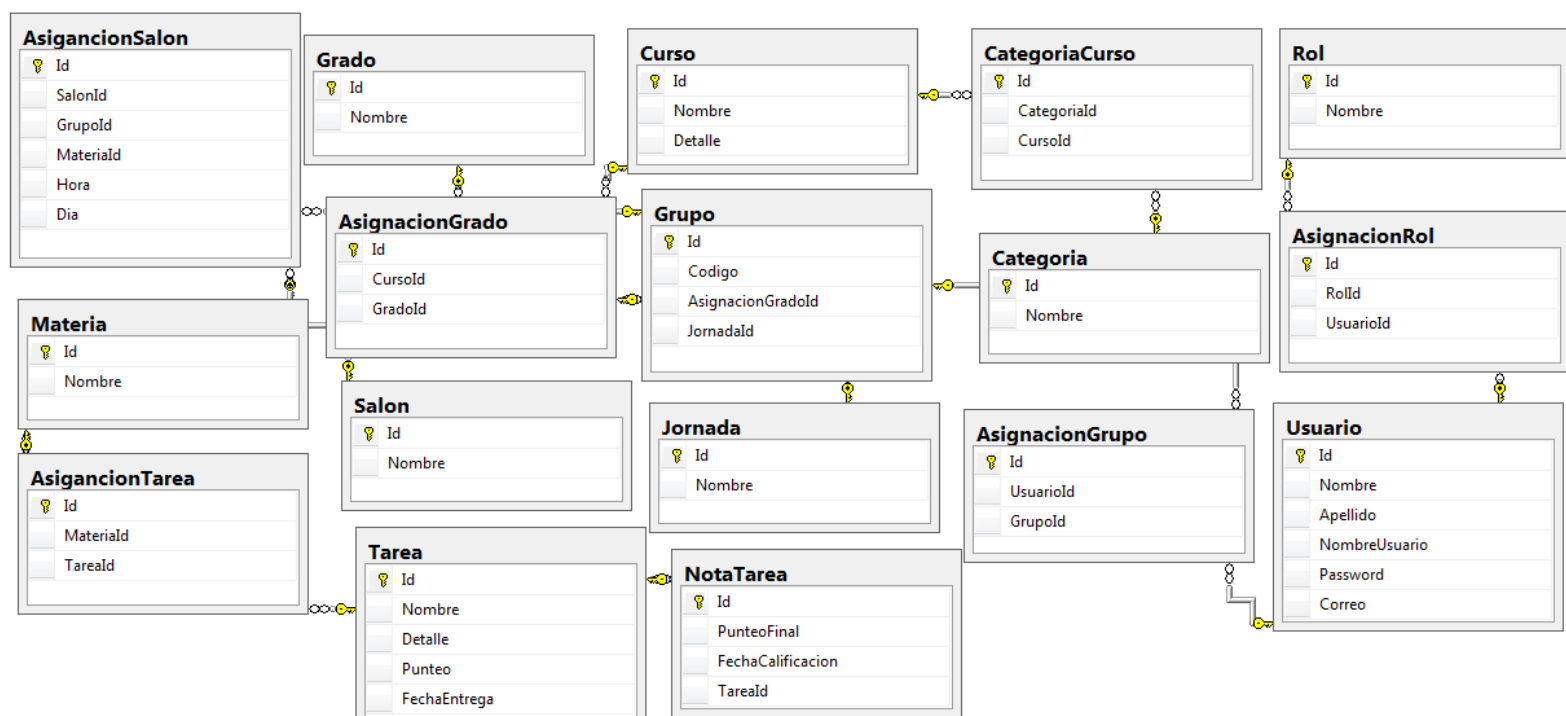 AsigancionSalon
Id
SalonId
GrupoId
MateriaId
Hora
Dia
Grado
Id
Nombre
Curso
Id
Nombre
Detalle
CategoriaCurso
Id
CategoriaId
CursoId
Rol
Id
Nombre
AsignacionGrado
Id
CursoId
GradoId
Grupo
Id
Codigo
AsignacionGradoId
JornadaId
Categoria
Id
Nombre
AsignacionRol
Id
RolId
UsuarioId
Materia
Id
Nombre
Salon
Id
Nombre
Jornada
Id
Nombre
AsignacionGrupo
Id
UsuarioId
GrupoId
Usuario
Id
Nombre
Apellido
NombreUsuario
Password
Correo
AsigancionTarea
Id
MateriaId
TareaId
Tarea
Id
Nombre
Detalle
Punteo
FechaEntrega
NotaTarea
Id
PunteoFinal
FechaCalificacion
TareaId